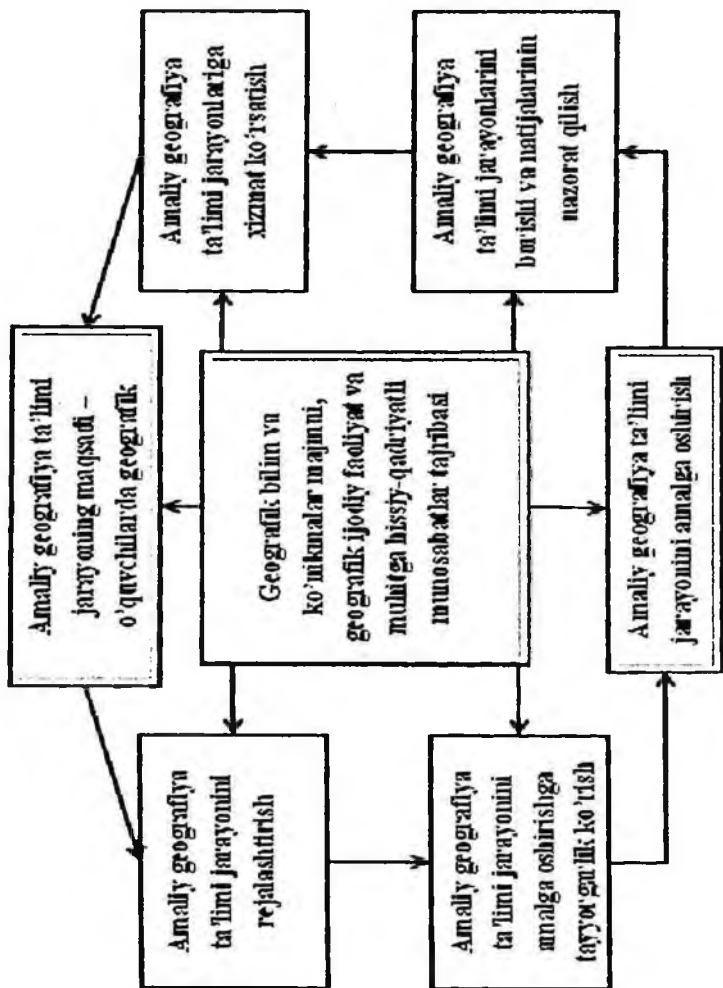 Amaliy geografiya ta'limi
jarayoning maqsadi –
o'quvchilarda geografik
Amaliy geografiya
ta'limi jarayonini
rejalashtirish
Geografik bilim va
ko'nikmalar majmui,
geografik ijodiy faoliyat va
muhitga hissiy-qadriyatli
munosabatlar tajribasi
Amaliy geografiya
ta'limi jarayonlariga
xizmat ko'rsatish
Amaliy geografiya
ta'limi jarayonini
amalga oshirishga
tayyorgarlik ko'rish
Amaliy geografiya
ta'limi jarayonlarini
borishi va natijalarinin
nazorat qilish
Amaliy geografiya ta'limi
jarayonini amalga oshirish